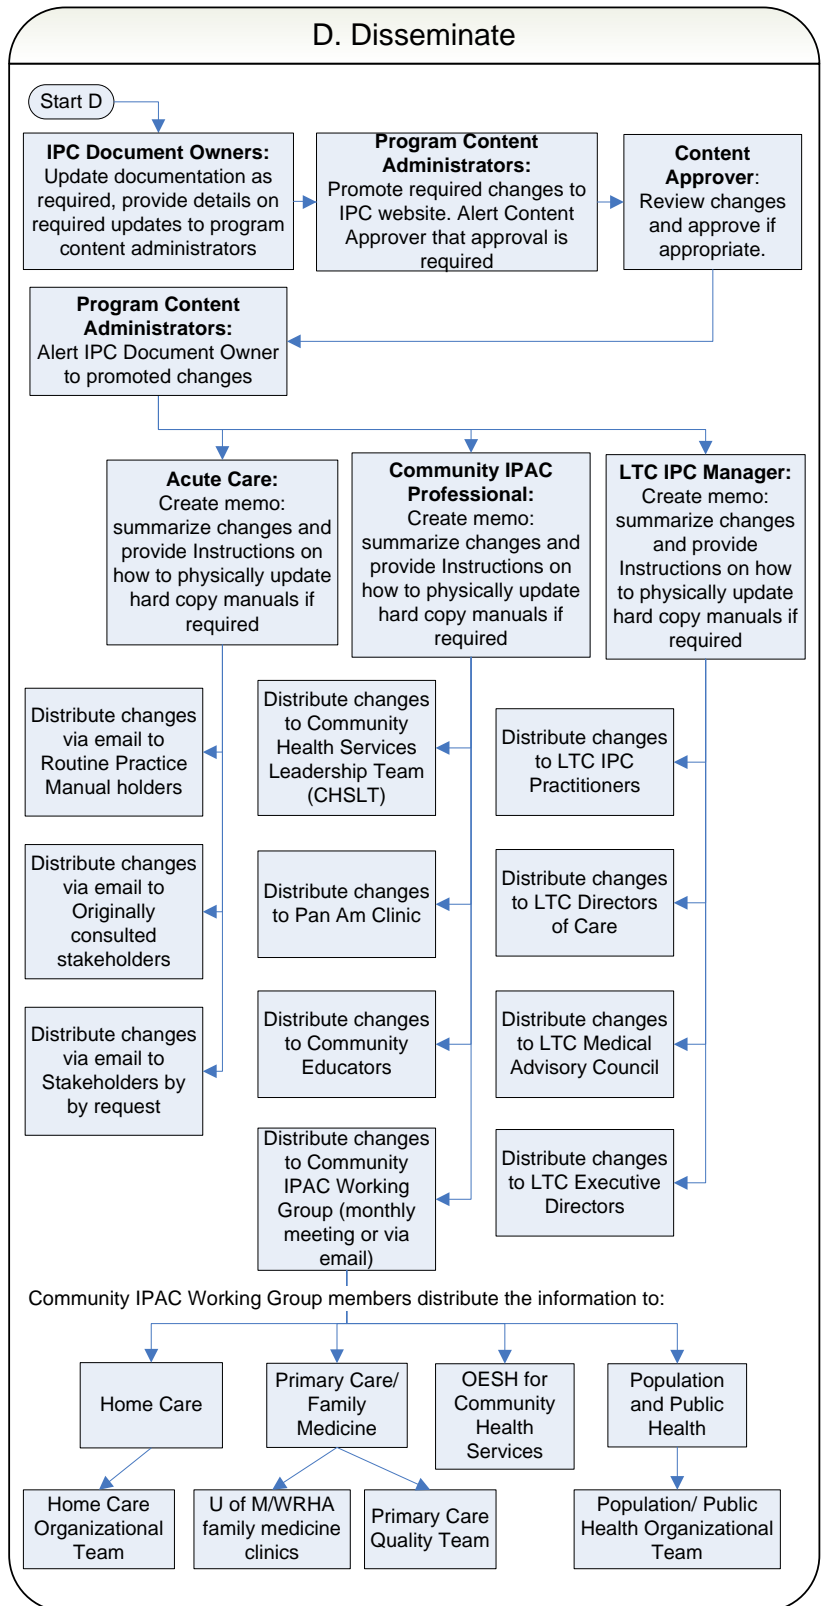 D. Disseminate
Start D
IPC Document Owners:
Update documentation as
required, provide details on
required updates to program
content administrators
Program Content
Administrators:
Promote required changes to
IPC website. Alert Content
Approver that approval is
required
Content
Approver:
Review changes
and approve if
appropriate.
Program Content
Administrators:
Alert IPC Document Owner
to promoted changes
Acute Care:
Create memo:
summarize changes and
provide Instructions on
how to physically update
hard copy manuals if
required
Community IPAC
Professional:
Create memo:
summarize changes and
provide Instructions on
how to physically update
hard copy manuals if
required
LTC IPC Manager:
Create memo:
summarize changes
and provide
Instructions on how
to physically update
hard copy manuals if
required
Distribute changes
via email to
Routine Practice
Manual holders
Distribute changes
via email to
Originally
consulted
stakeholders
Distribute changes
via email to
Stakeholders by
by request
Distribute changes
to Community
Health Services
Leadership Team
(CHSLT)
Distribute changes
to Pan Am Clinic
Distribute changes
to Community
Educators
Distribute changes
to Community
IPAC Working
Group (monthly
meeting or via
email)
Distribute changes
to LTC IPC
Practitioners
Distribute changes
to LTC Directors
of Care
Distribute changes
to LTC Medical
Advisory Council
Distribute changes
to LTC Executive
Directors
Community IPAC Working Group members distribute the information to:
Home Care
Primary Care/
Family
Medicine
OESH for
Community
Health
Services
Population
and Public
Health
Home Care
Organizational
Team
U of M/WRHA
family medicine
clinics
Primary Care
Quality Team
Population/ Public
Health Organizational
Team